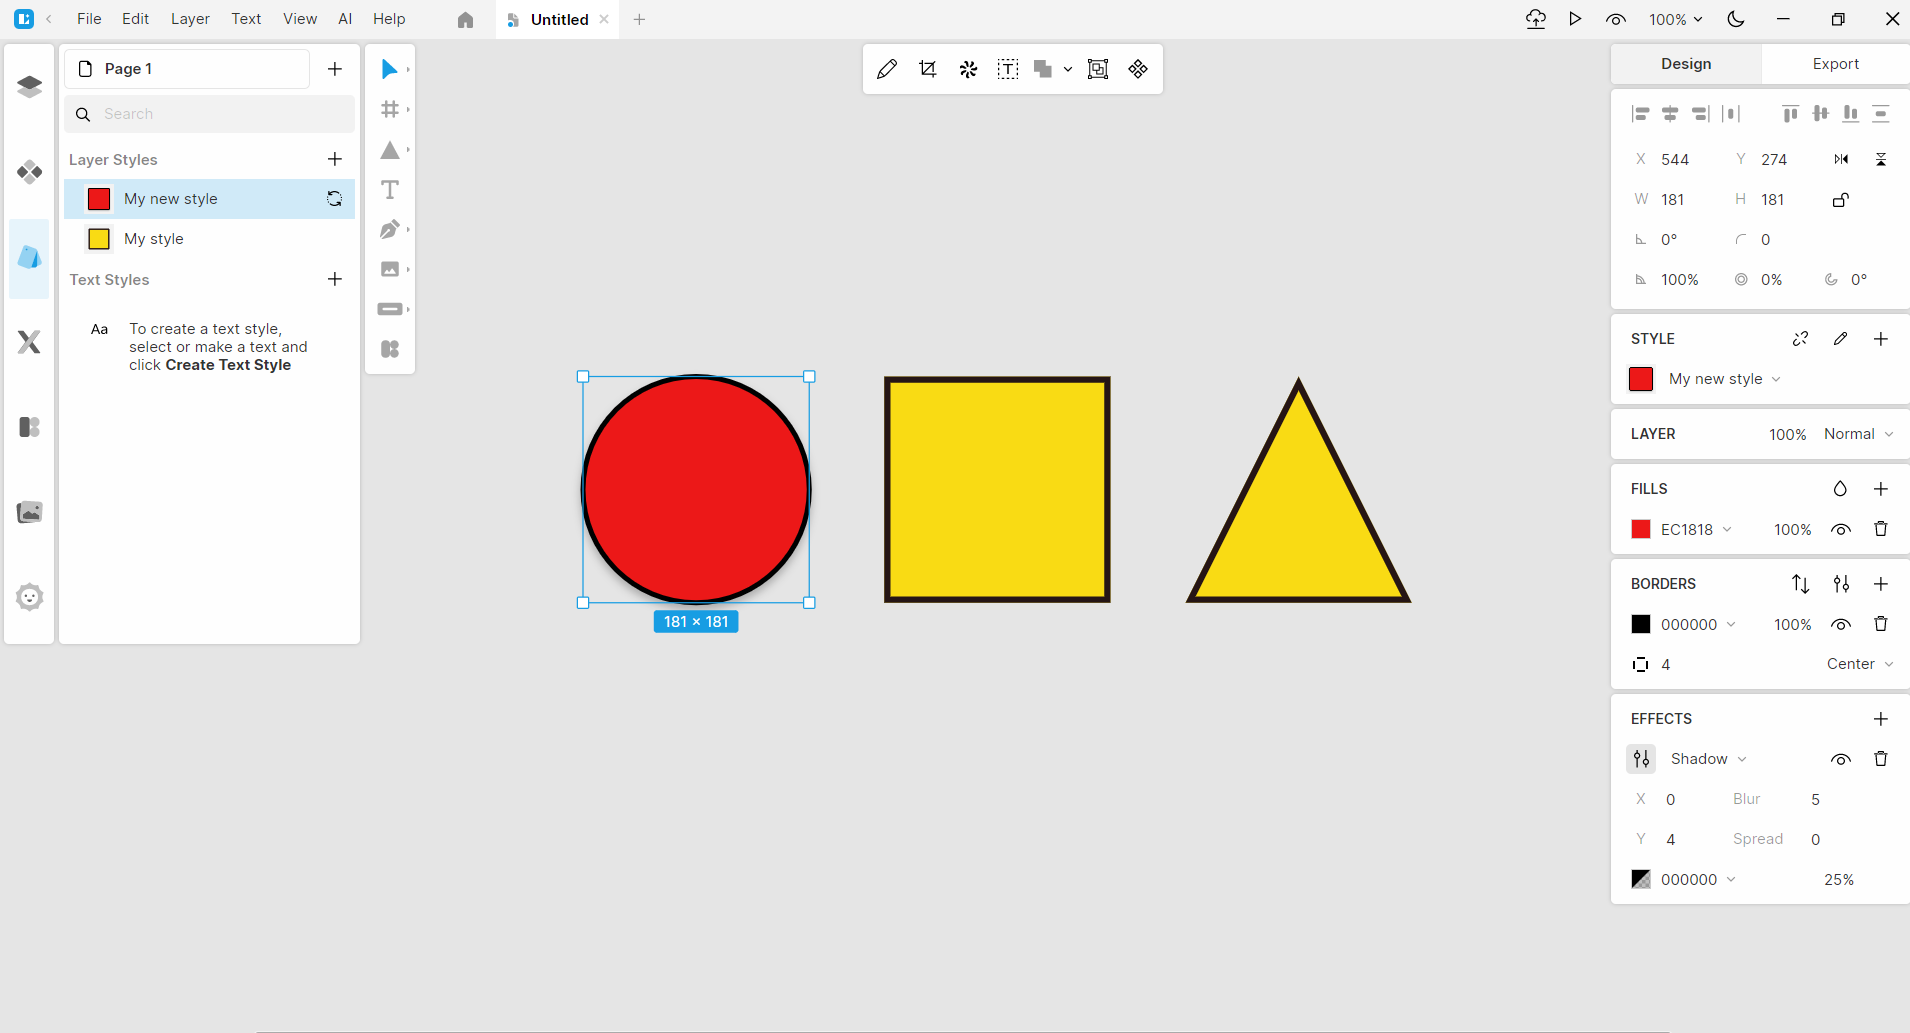 File Edit Layer Text View AI Help Untitled 100%
Page 1
Search
Layer Styles
My new style
My style
Text Styles
Aa To create a text style,
select or make a text and
click Create Text Style
T
T
181 × 181
Design Export
X 544 Y 274
W 181 H 181
0° 0
100% 0% 0°
STYLE
My new style
LAYER 100% Normal
FILLS
EC1818 100%
BORDERS
000000 100%
4 Center
EFFECTS
Shadow
X 0 Blur 5
Y 4 Spread 0
000000 25%